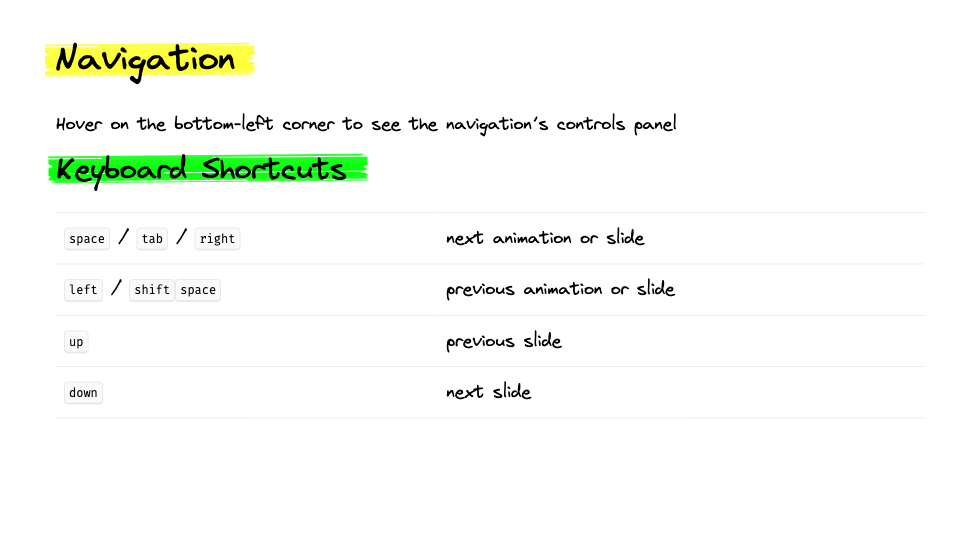 Navigation
Hover on the bottom-left corner to see the navigation's controls panel
Keyboard Shortcuts
space / tab / right next animation or slide
left / shift space previous animation or slide
up previous slide
down next slide